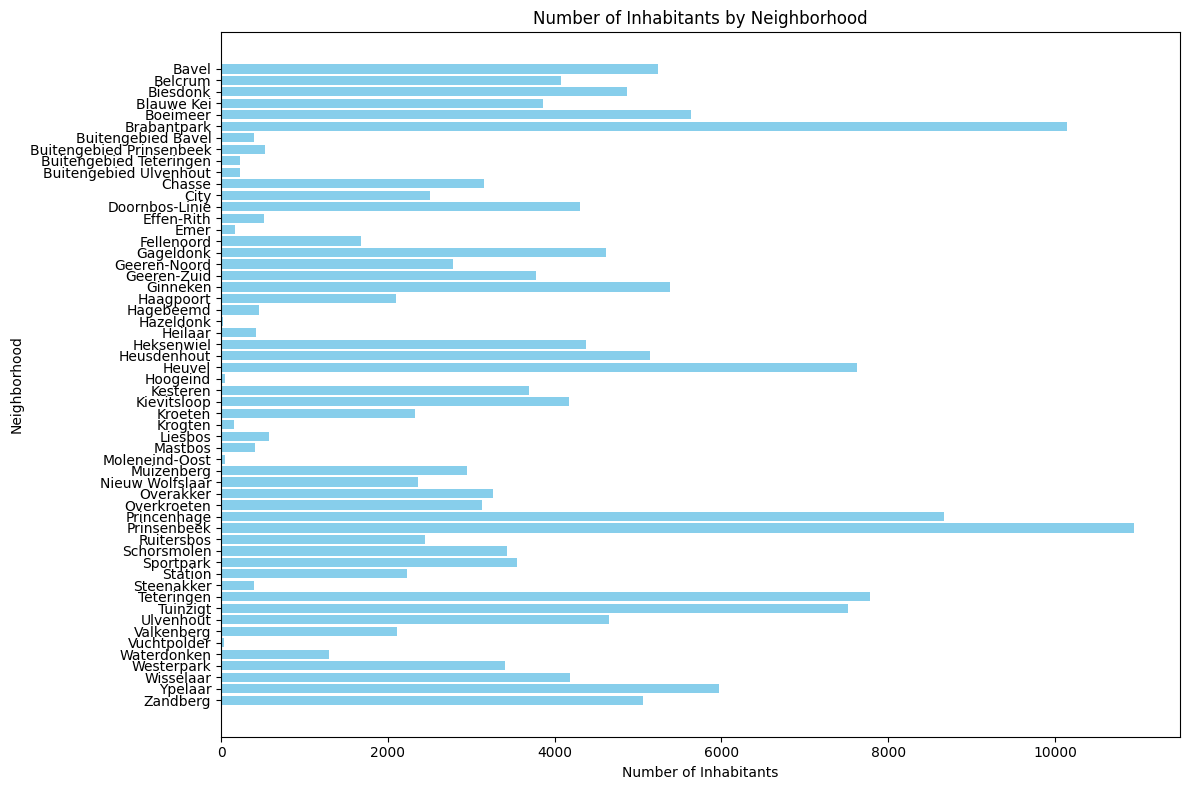 Number of Inhabitants by Neighborhood
Neighborhood
Bavel
Belcrum
Biesdonk
Blauwe Kei
Boeimeer
Brabantpark
Buitengebied Bavel
Buitengebied Prinsenbeek
Buitengebied Teteringen
Buitengebied Ulvenhout
Chasse
City
Doornbos-Linie
Effen-Rith
Emer
Fellenoord
Gageldonk
Geeren-Noord
Geeren-Zuid
Ginneken
Haagpoort
Hagebeemd
Hazeldonk
Heilaar
Heksenwiel
Heusdenhout
Heuvel
Hoogeind
Kesteren
Kievitsloop
Kroeten
Krogten
Liesbos
Mastbos
Moleneind-Oost
Muizenberg
Nieuw Wolfslaar
Overakker
Overkroeten
Princenhage
Prinsenbeek
Ruitersbos
Schorsmolen
Sportpark
Station
Steenakker
Teteringen
Tuinzigt
Ulvenhout
Valkenberg
Vuchtpolder
Waterdonken
Westerpark
Wisselaar
Ypelaar
Zandberg
0 2000 4000 6000 8000 10000
Number of Inhabitants